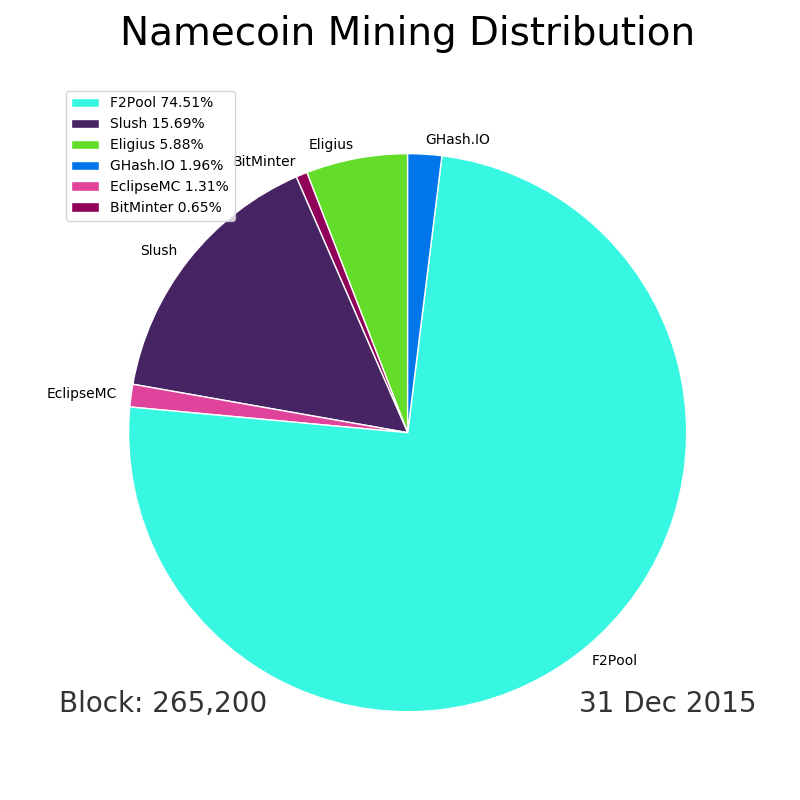 Namecoin Mining Distribution
F2Pool 74.51%
Slush 15.69%
Eligius 5.88%
GHash.IO 1.96%
EclipseMC 1.31%
BitMinter 0.65%
GHash.IO
Eligius
BitMinter
Slush
EclipseMC
F2Pool
Block: 265,200
31 Dec 2015